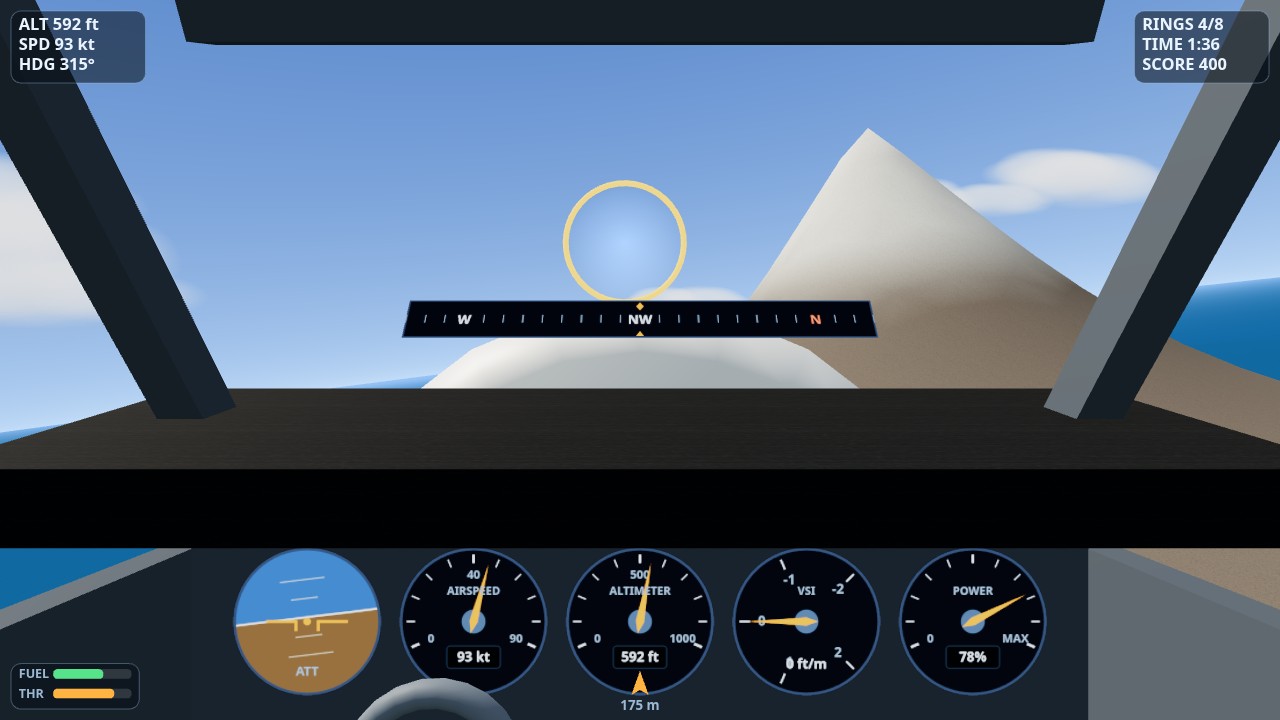 ALT 592 ft
SPD 93 kt
HDG 315°
RINGS 4/8
TIME 1:36
SCORE 400
W NW N
ATT
40
AIRSPEED
0 90
93 kt
500
ALTIMETER
0 1000
592 ft
175 m
-1 VSI -2
0
2
0 ft/m
POWER
0 MAX
78%
FUEL
THR